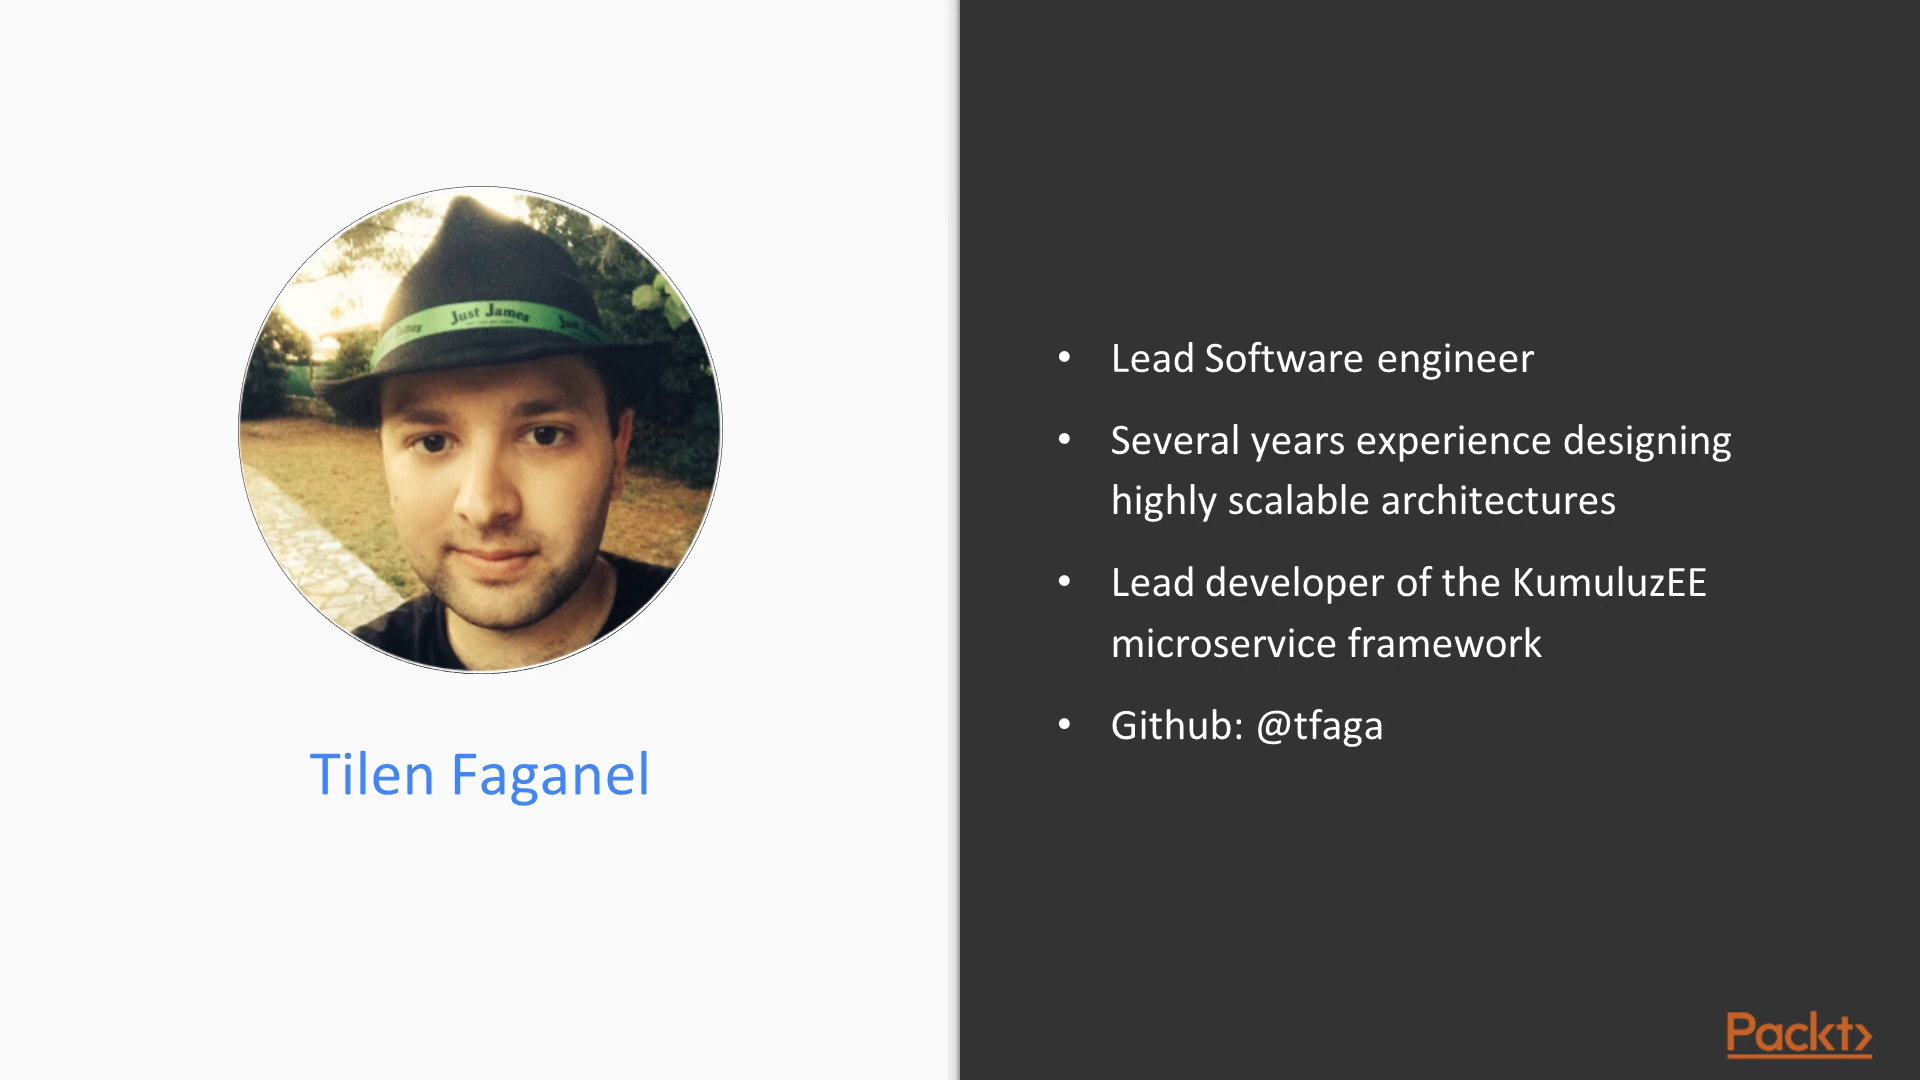 Just James
James
Tilen Faganel
• Lead Software engineer
• Several years experience designing
highly scalable architectures
• Lead developer of the KumuluzEE
microservice framework
• Github: @tfaga
Packt>